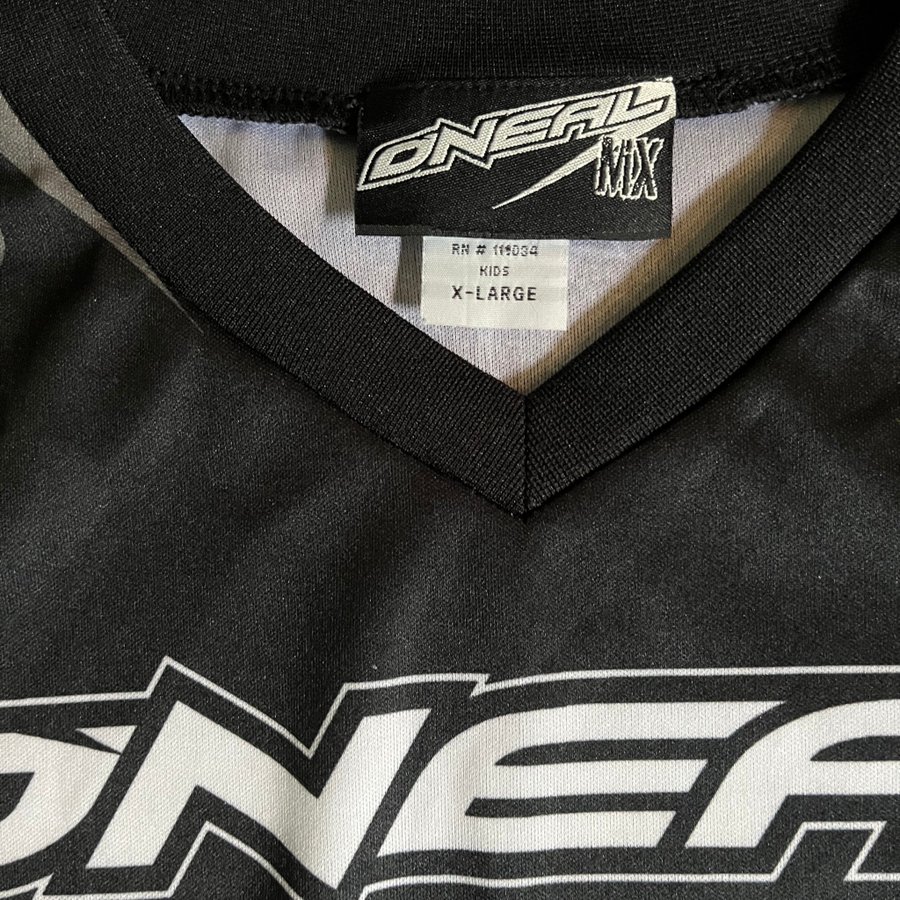 ONEAL
MX
RN # 111034
KIDS
X-LARGE
ONEA